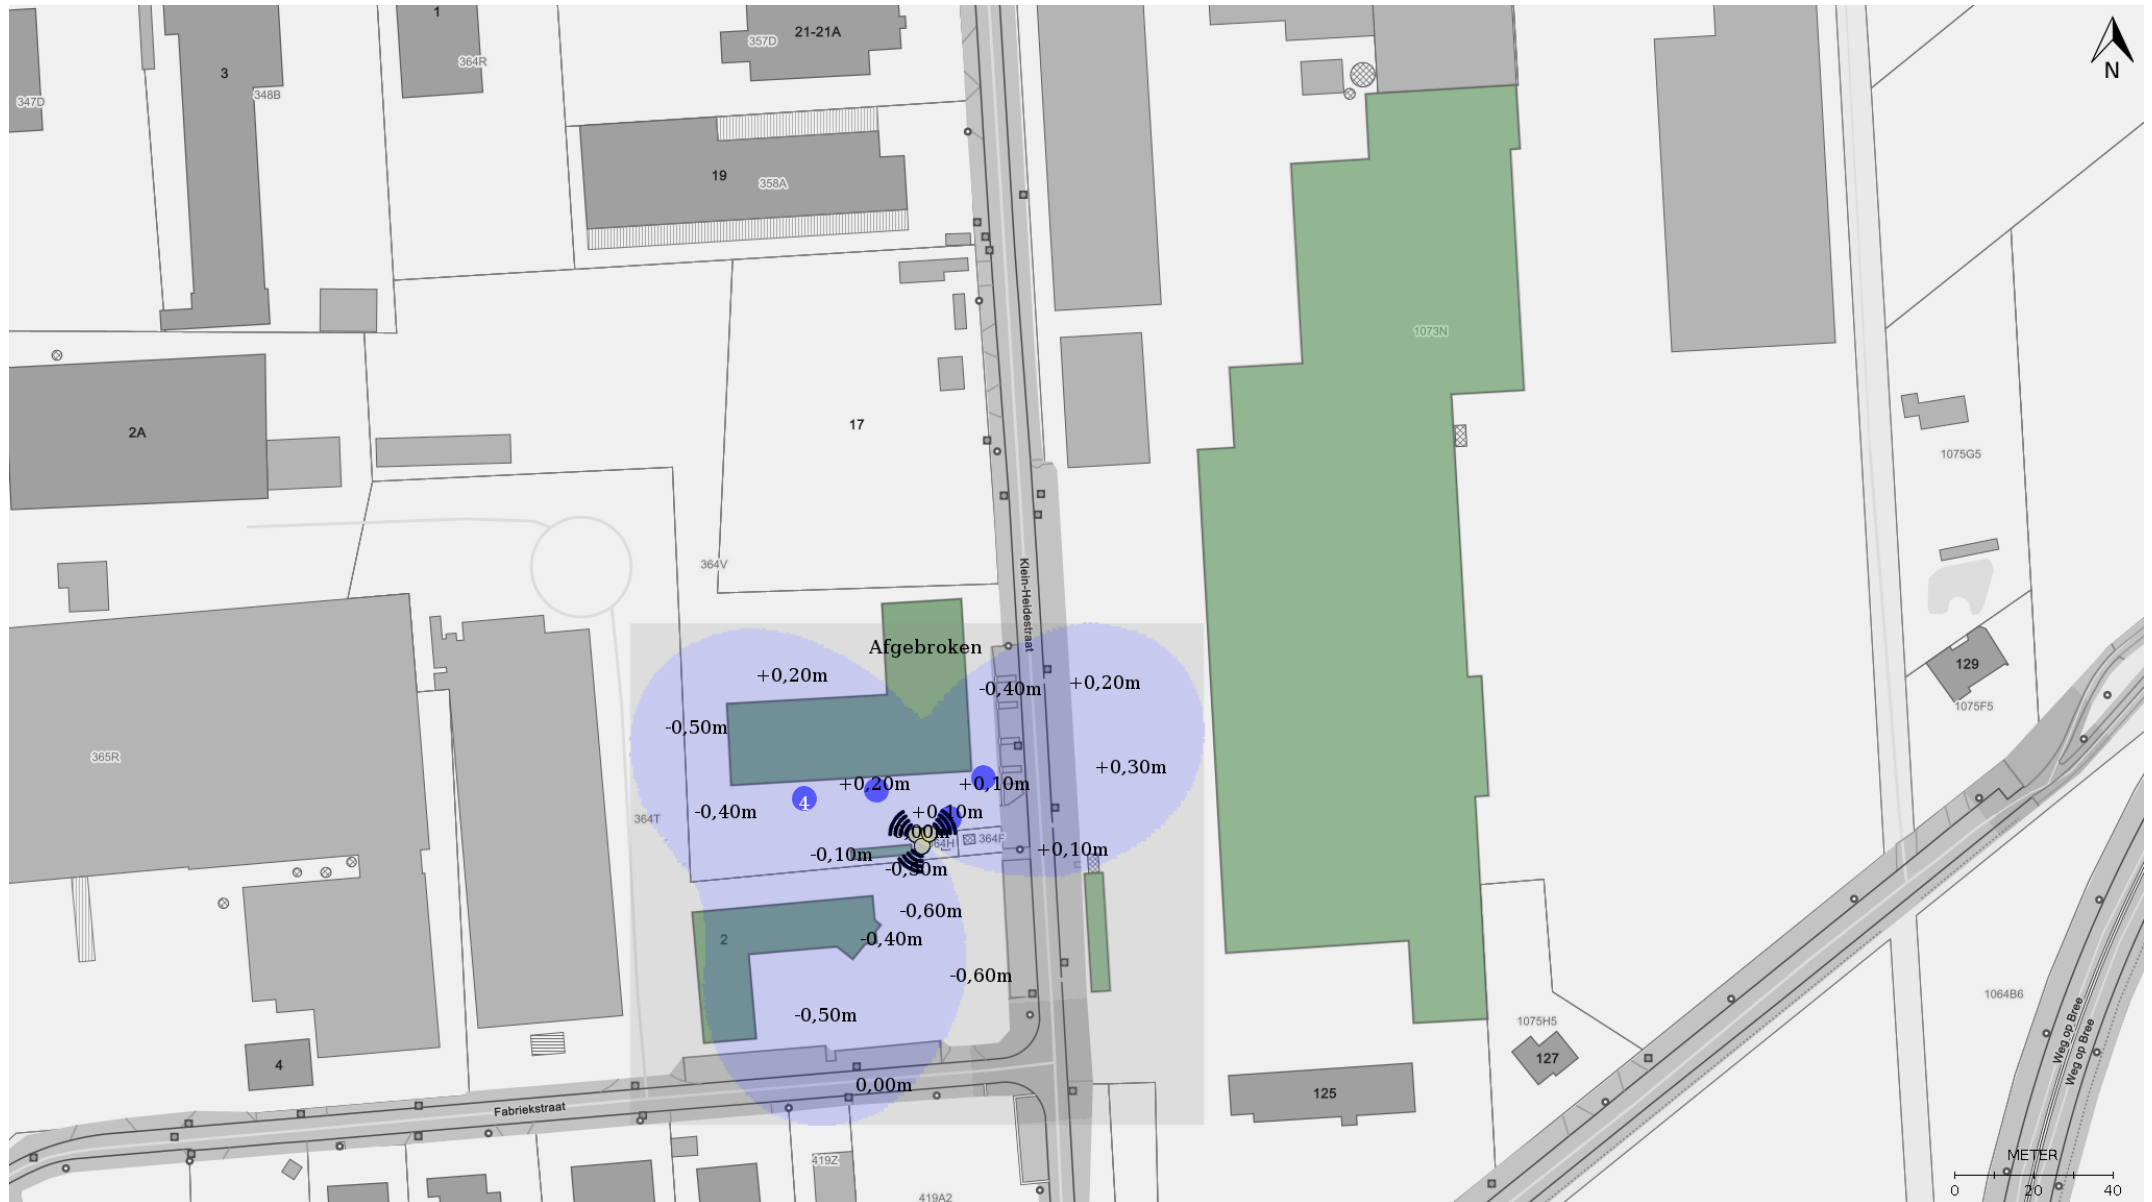 1
21-21A
357D
364R
3
348B
347D
N
19
358A
1073N
2A
17
1075G5
364V
Klein-Heidestraat
Afgebroken
129
+0,20m
-0,40m
+0,20m
1075F5
-0,50m
365R
+0,30m
+0,20m
+0,10m
4
-0,40m
+0,10m
364T
0,00m
364H
364F
-0,10m
+0,10m
-0,30m
-0,60m
2
-0,40m
-0,60m
1064B6
-0,50m
1075H5
Weg op Bree
Weg op Bree
127
4
0,00m
125
Fabriekstraat
METER
419Z
0
20
40
419A2